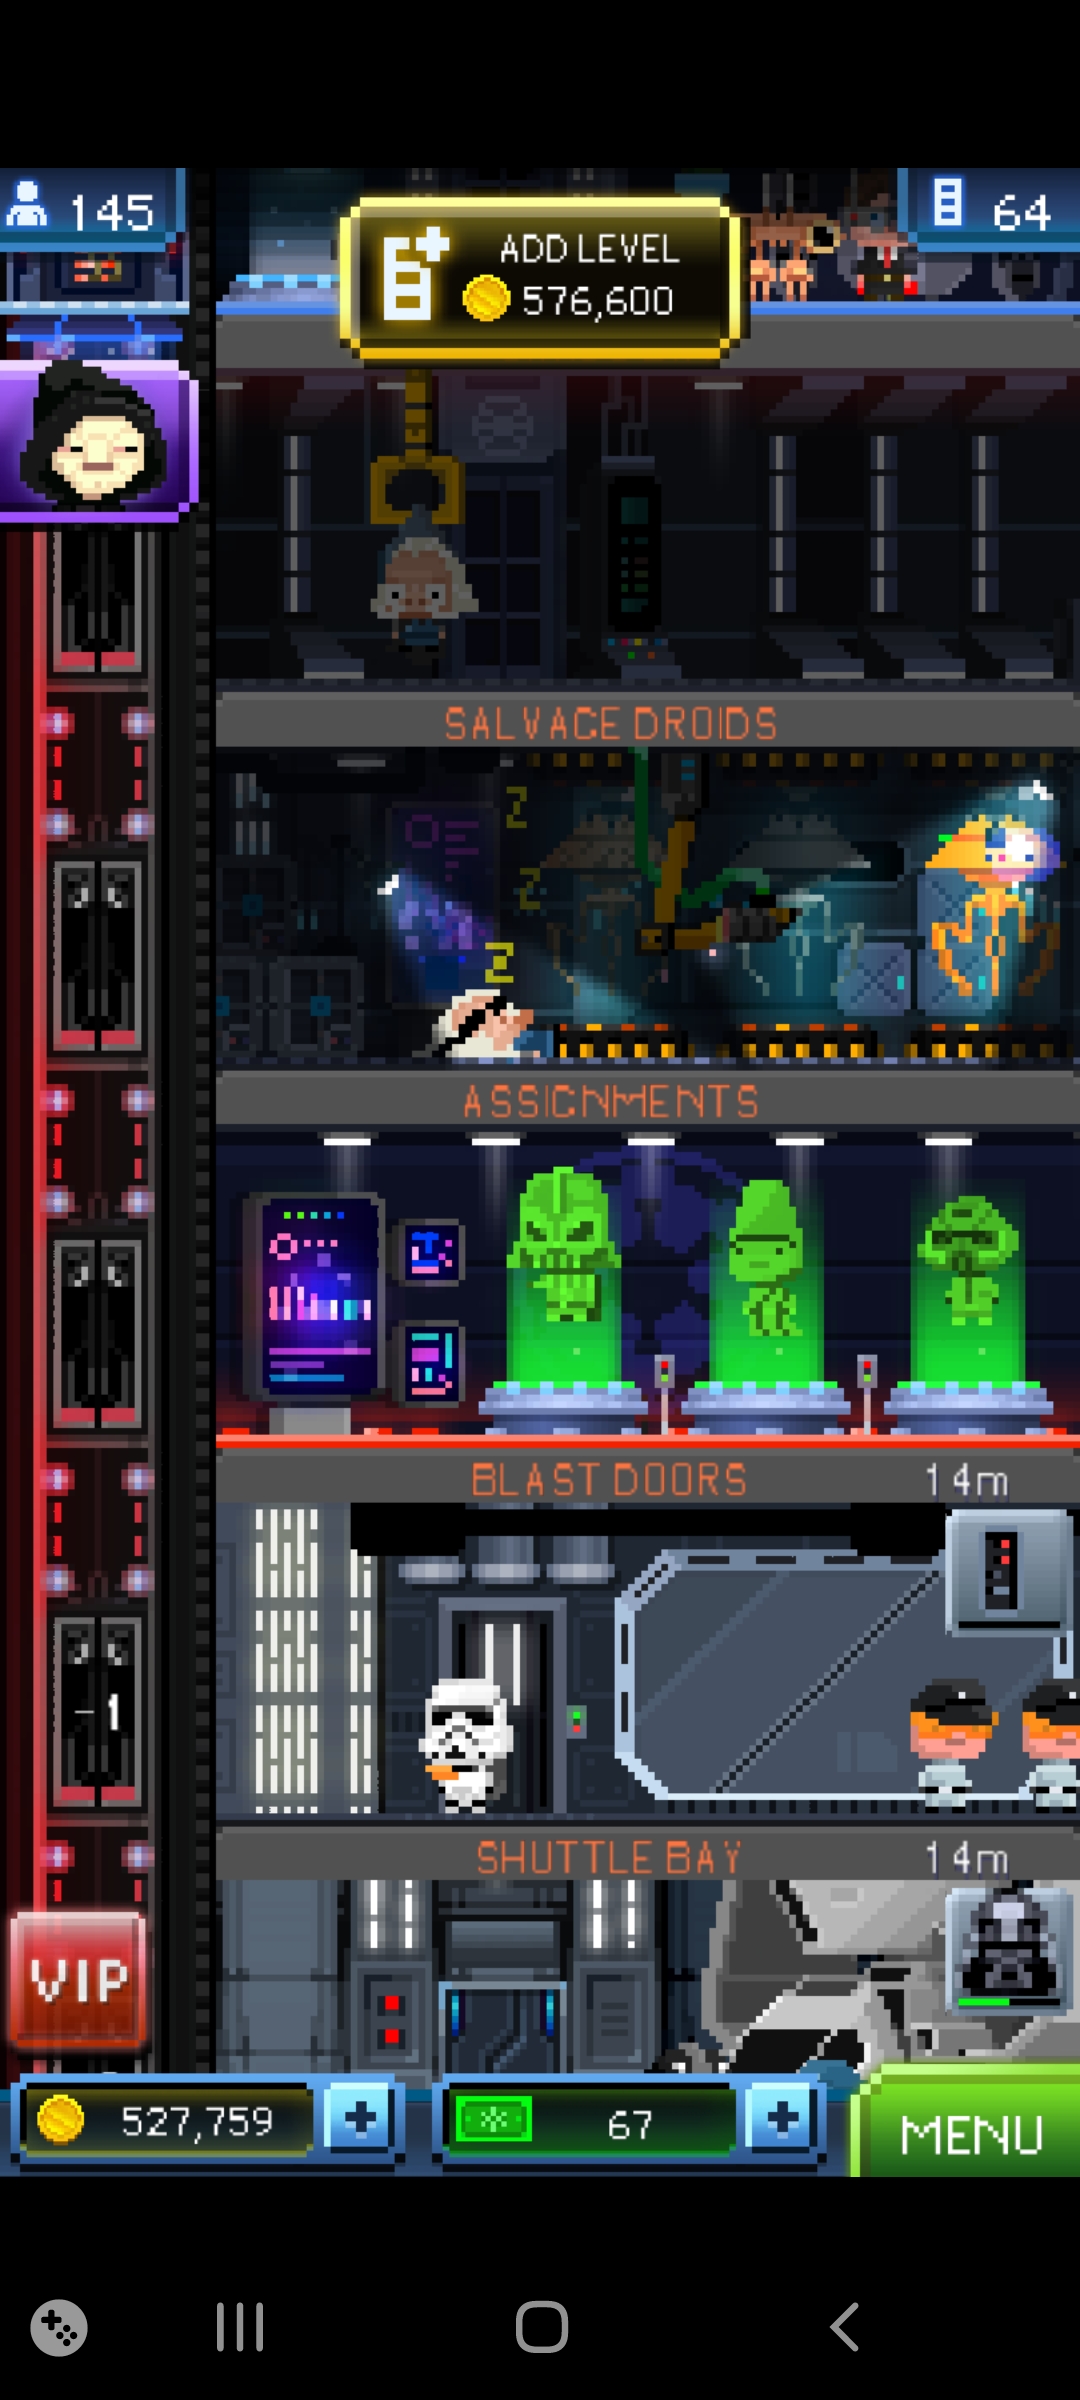 145
ADD LEVEL
576,600
64
SALVAGE DROIDS
Z
Z
Z
ASSIGNMENTS
BLAST DOORS 14m
-1
SHUTTLE BAY 14m
VIP
527,759 +
67 +
MENU